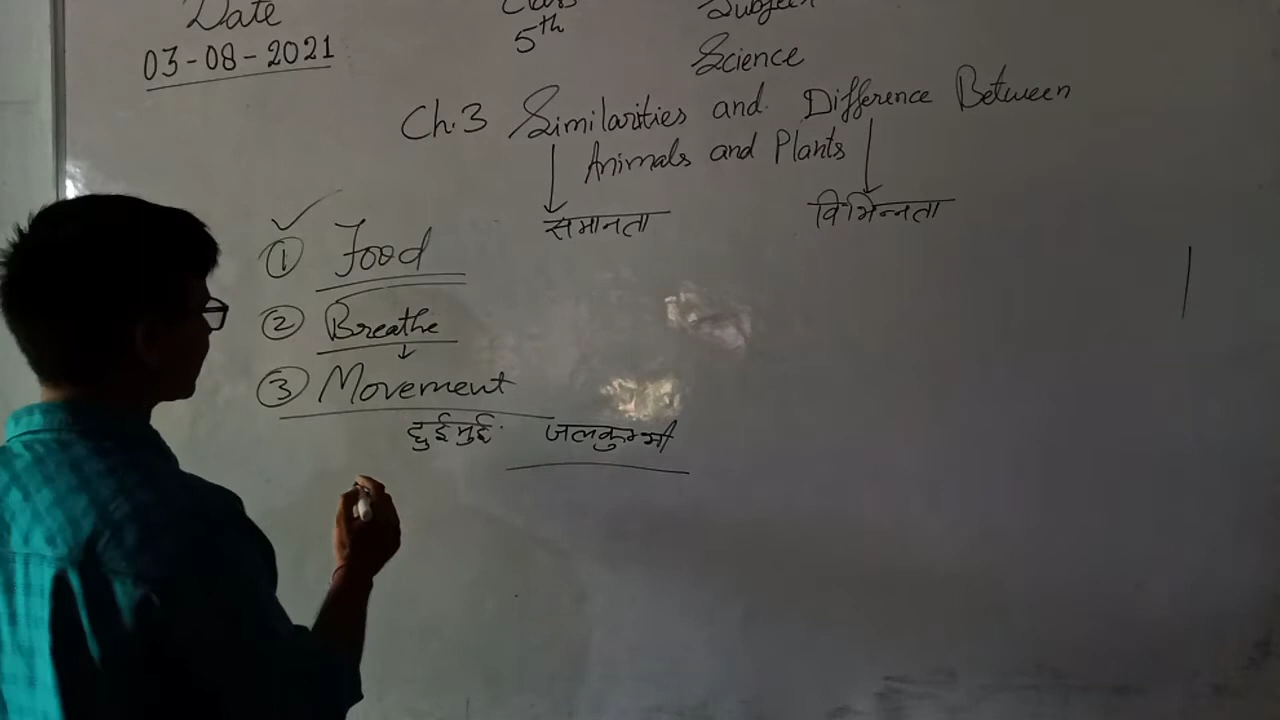 Date Class Subject
03-08-2021 5th Science
Ch.3 Similarities and Difference Between
Animals and Plants
समानता विभिन्नता
① Food
② Breathe
③ Movement
छुईमुई जलकुम्भी